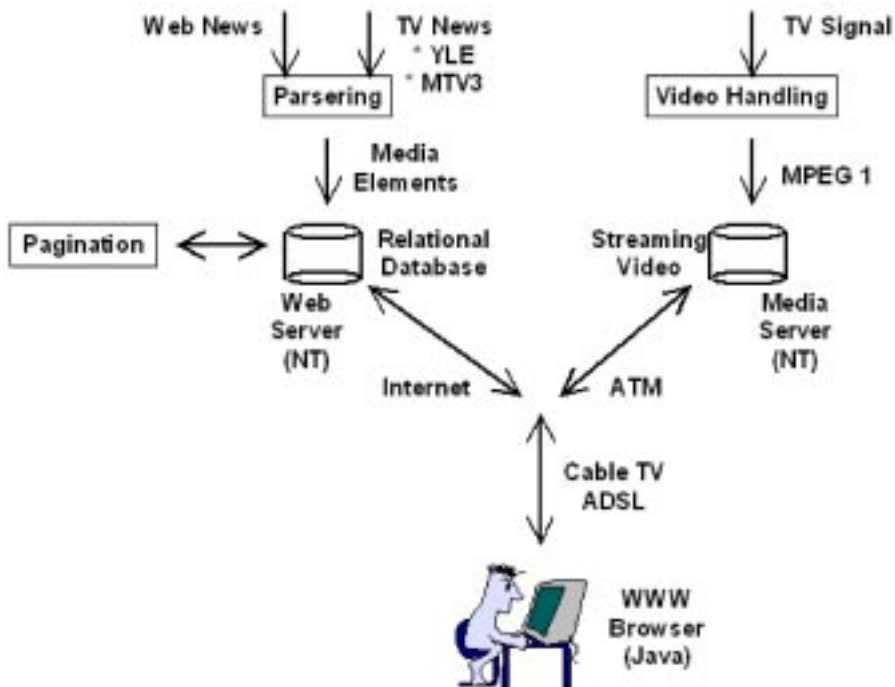 Web News
TV News
* YLE
* MTV3
TV Signal
Parsering
Video Handling
Media
Elements
MPEG 1
Pagination
Relational
Database
Streaming
Video
Web
Server
(NT)
Media
Server
(NT)
Internet
ATM
Cable TV
ADSL
WWW
Browser
(Java)